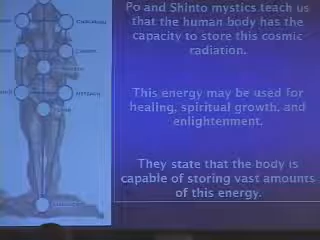 Po and Shinto mystics teach us
that the human body has the
capacity to store this cosmic
radiation.
This energy may be used for
healing, spiritual growth, and
enlightenment.
They state that the body is
capable of storing vast amounts
of this energy.